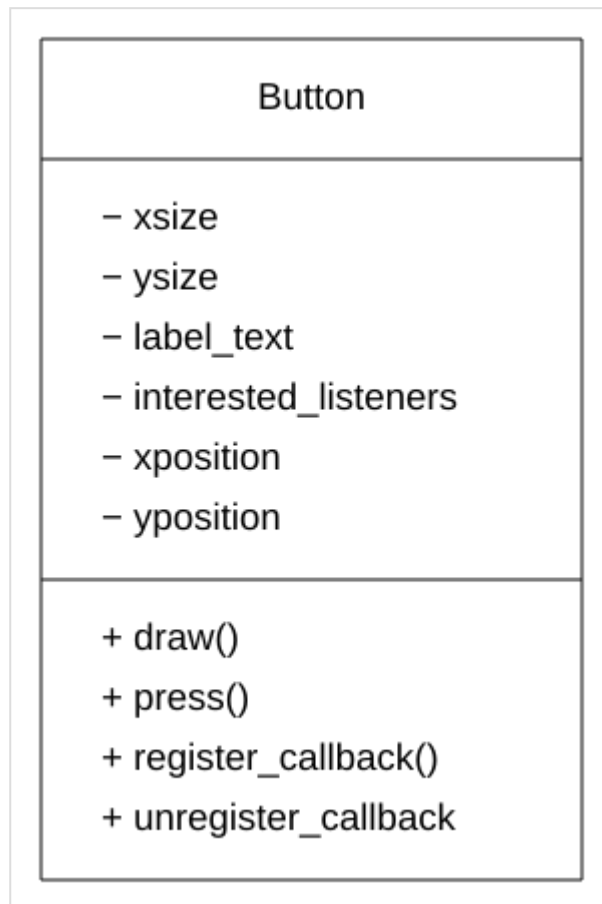 Button
− xsize
− ysize
− label_text
− interested_listeners
− xposition
− yposition
+ draw()
+ press()
+ register_callback()
+ unregister_callback